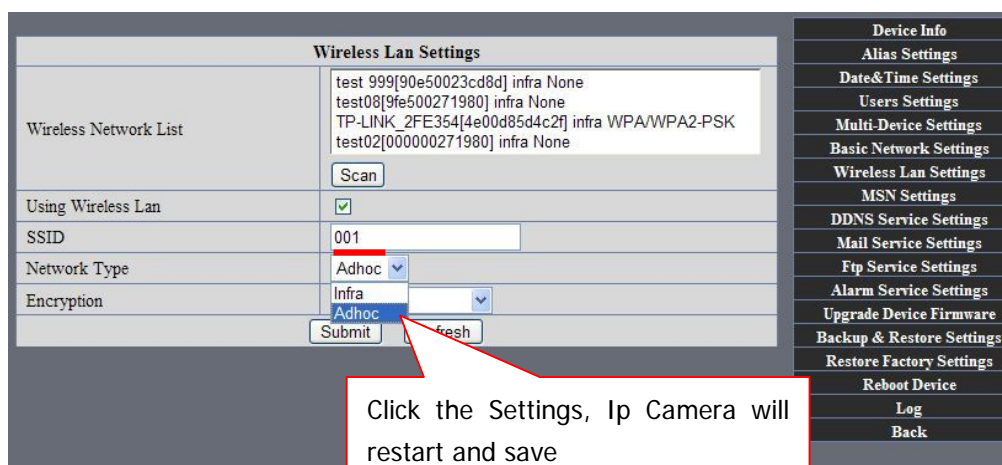 Wireless Lan Settings
Wireless Network List
test 999[90e50023cd8d] infra None
test08[9fe500271980] infra None
TP-LINK_2FE354[4e00d85d4c2f] infra WPA/WPA2-PSK
test02[000000271980] infra None
Scan
Using Wireless Lan
SSID 001
Network Type Adhoc
Infra
Adhoc
Encryption
Submit fresh
Click the Settings, Ip Camera will
restart and save
Device Info
Alias Settings
Date&Time Settings
Users Settings
Multi-Device Settings
Basic Network Settings
Wireless Lan Settings
MSN Settings
DDNS Service Settings
Mail Service Settings
Ftp Service Settings
Alarm Service Settings
Upgrade Device Firmware
Backup & Restore Settings
Restore Factory Settings
Reboot Device
Log
Back